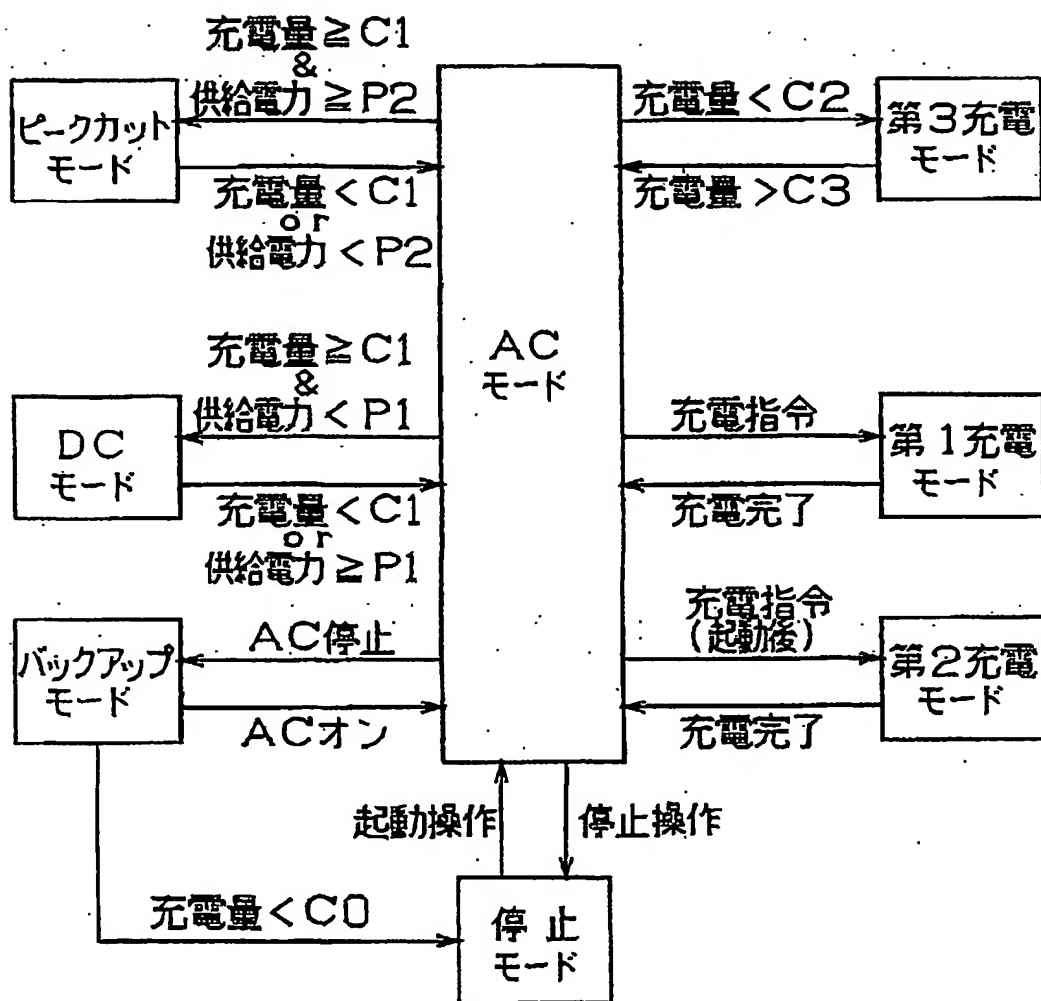 充電量≧C1
&
供給電力≧P2
ピークカット
モード
充電量<C1
or
供給電力<P2
充電量<C2
第3充電
モード
充電量>C3
AC
モード
充電量≧C1
&
供給電力<P1
DC
モード
充電量<C1
or
供給電力≧P1
充電指令
第1充電
モード
充電完了
AC停止
バックアップ
モード
ACオン
充電指令
(起動後)
第2充電
モード
充電完了
起動操作
停止操作
充電量<C0
停止
モード